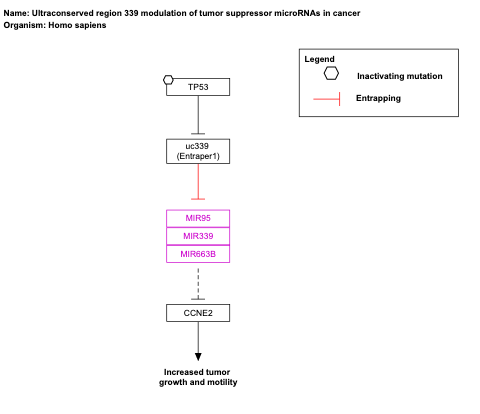 Name: Ultraconserved region 339 modulation of tumor suppressor microRNAs in cancer
Organism: Homo sapiens
Legend
Inactivating mutation
Entrapping
TP53
uc339
(Entraper1)
MIR95
MIR339
MIR663B
CCNE2
Increased tumor
growth and motility